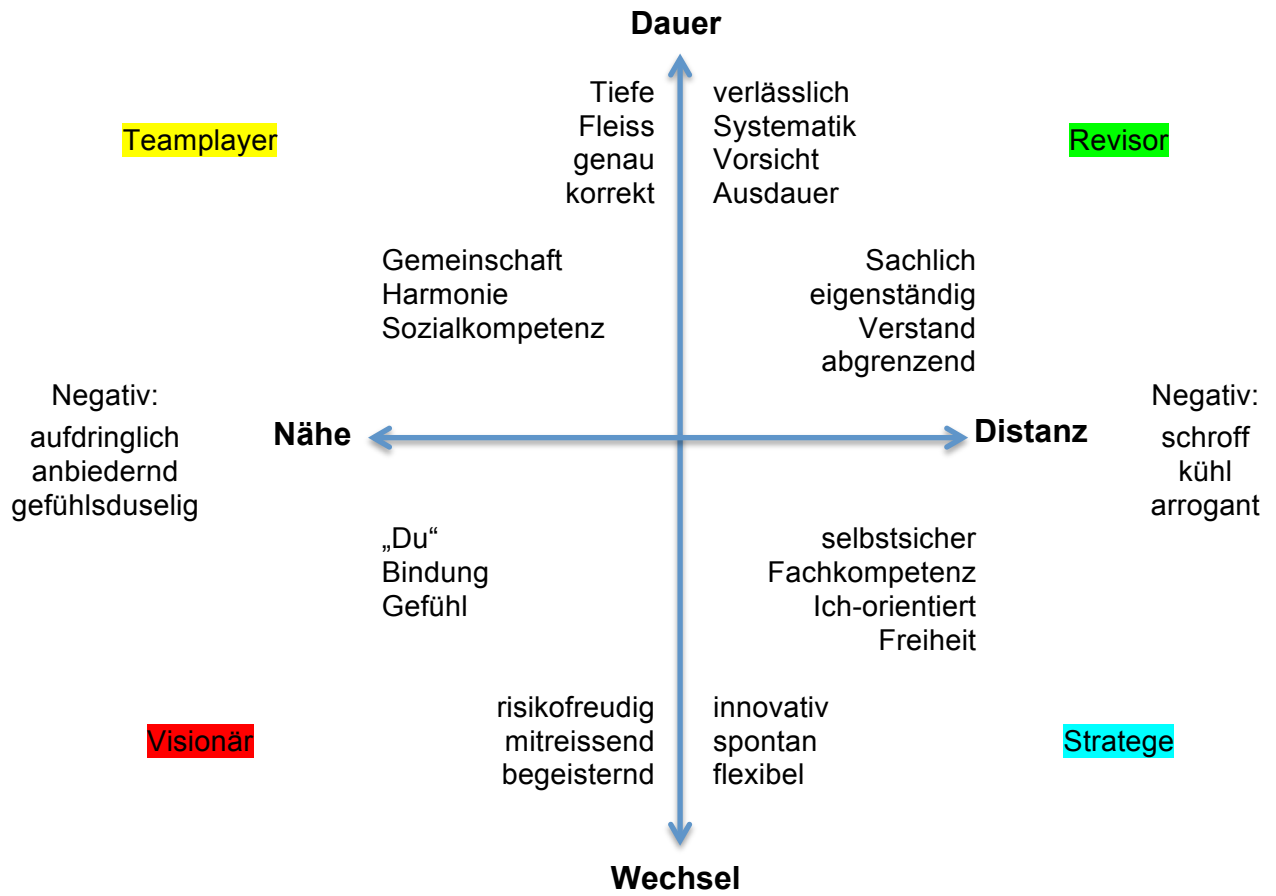 Dauer
Tiefe
Fleiss
genau
korrekt
verlässlich
Systematik
Vorsicht
Ausdauer
Teamplayer
Revisor
Gemeinschaft
Harmonie
Sozialkompetenz
Sachlich
eigenständig
Verstand
abgrenzend
Negativ:
aufdringlich
anbiedernd
gefühlsduselig
Nähe
Distanz
Negativ:
schroff
kühl
arrogant
„Du“
Bindung
Gefühl
selbstsicher
Fachkompetenz
Ich-orientiert
Freiheit
Visionär
risikofreudig
mitreissend
begeisternd
innovativ
spontan
flexibel
Stratege
Wechsel